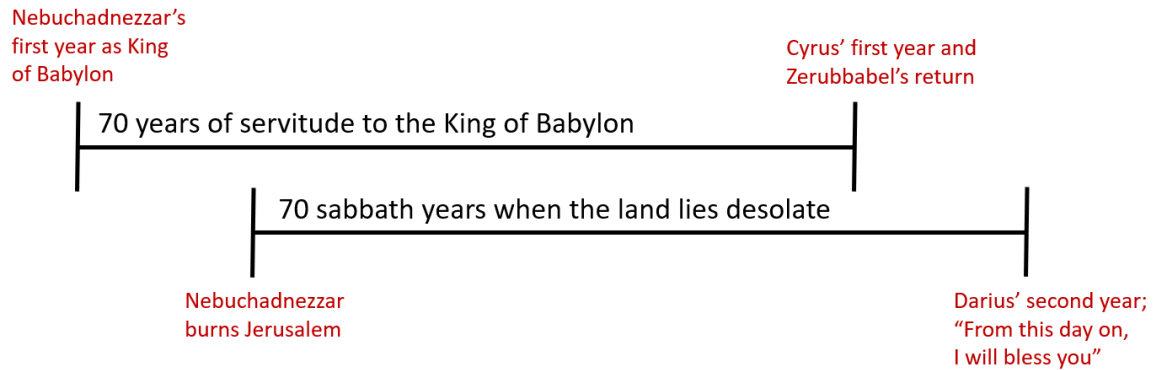 Nebuchadnezzar’s
first year as King
of Babylon
Cyrus’ first year and
Zerubbabel’s return
70 years of servitude to the King of Babylon
70 sabbath years when the land lies desolate
Nebuchadnezzar
burns Jerusalem
Darius’ second year;
“From this day on,
I will bless you”